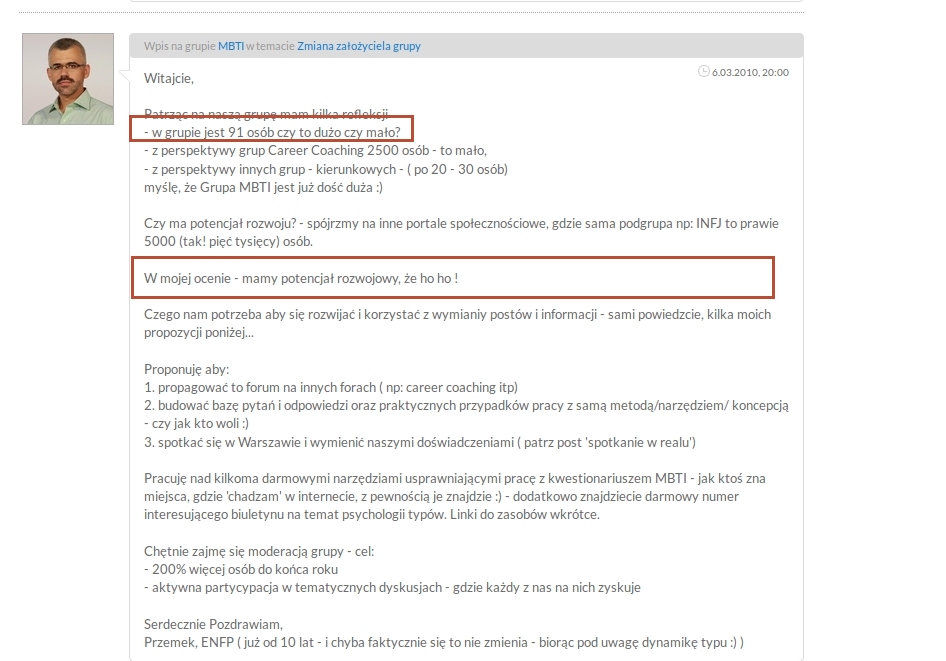 Wpis na grupie MBTI w temacie Zmiana założyciela grupy
6.03.2010, 20:00
Witajcie,
Patrząc na naszą grupę mam kilka refleksji
- w grupie jest 91 osób czy to dużo czy mało?
- z perspektywy grup Career Coaching 2500 osób - to mało,
- z perspektywy innych grup - kierunkowych - ( po 20 - 30 osób)
myślę, że Grupa MBTI jest już dość duża :)
Czy ma potencjał rozwoju? - spójrzmy na inne portale społecznościowe, gdzie sama podgrupa np: INFJ to prawie
5000 (tak! pięć tysięcy) osób.
W mojej ocenie - mamy potencjał rozwojowy, że ho ho !
Czego nam potrzeba aby się rozwijać i korzystać z wymianiy postów i informacji - sami powiedzcie, kilka moich
propozycji poniżej...
Proponuję aby:
1. propagować to forum na innych forach ( np: career coaching itp)
2. budować bazę pytań i odpowiedzi oraz praktycznych przypadków pracy z samą metodą/narzędziem/ koncepcją
- czy jak kto woli :)
3. spotkać się w Warszawie i wymienić naszymi doświadczeniami ( patrz post 'spotkanie w realu')
Pracuję nad kilkoma darmowymi narzędziami usprawniającymi pracę z kwestionariuszem MBTI - jak ktoś zna
miejsca, gdzie 'chadzam' w internecie, z pewnością je znajdzie :) - dodatkowo znajdziecie darmowy numer
interesującego biuletynu na temat psychologii typów. Linki do zasobów wkrótce.
Chętnie zajmę się moderacją grupy - cel:
- 200% więcej osób do końca roku
- aktywna partycypacja w tematycznych dyskusjach - gdzie każdy z nas na nich zyskuje
Serdecznie Pozdrawiam,
Przemek, ENFP ( już od 10 lat - i chyba faktycznie się to nie zmienia - biorąc pod uwagę dynamikę typu :) )